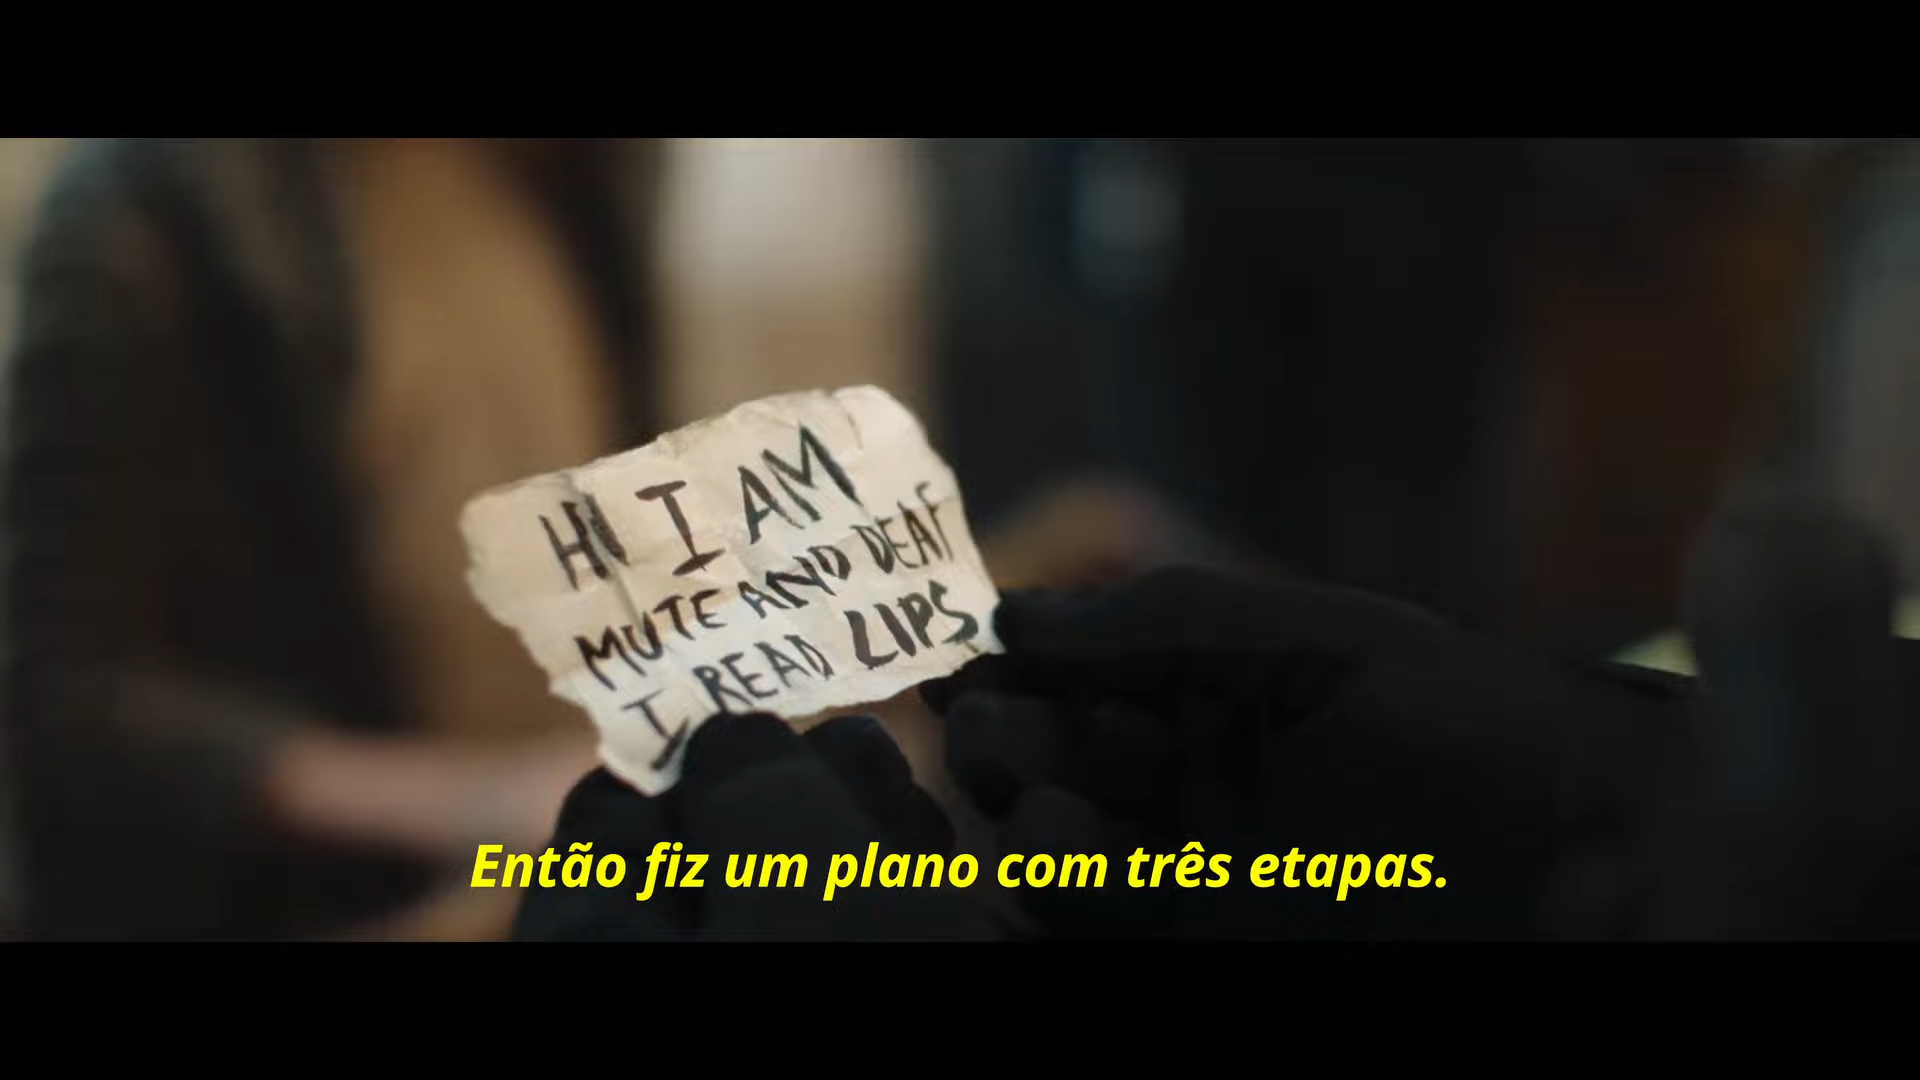 HI I AM
MUTE AND DEAF
I READ LIPS
Então fiz um plano com três etapas.